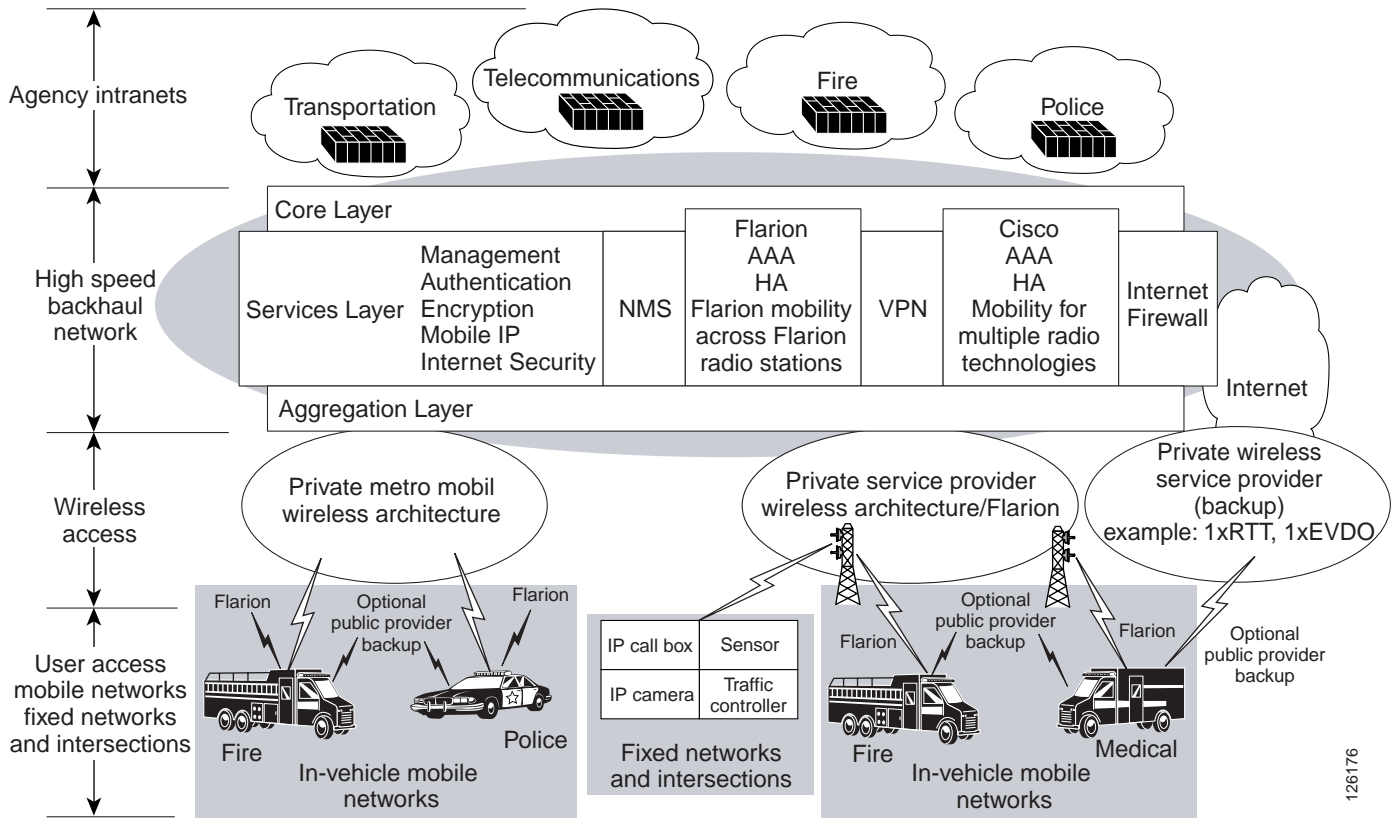 Agency intranets
Transportation
Telecommunications
Fire
Police
High speed
backhaul
network
Core Layer
Services Layer
Management
Authentication
Encryption
Mobile IP
Internet Security
NMS
Flarion
AAA
HA
Flarion mobility
across Flarion
radio stations
VPN
Cisco
AAA
HA
Mobility for
multiple radio
technologies
Internet
Firewall
Internet
Aggregation Layer
Wireless
access
Private metro mobil
wireless architecture
Private service provider
wireless architecture/Flarion
Private wireless
service provider
(backup)
example: 1xRTT, 1xEVDO
User access
mobile networks
fixed networks
and intersections
Flarion
Optional
public provider
backup
Flarion
Fire
Police
In-vehicle mobile
networks
IP call box
Sensor
IP camera
Traffic
controller
Fixed networks
and intersections
Flarion
Optional
public provider
backup
Flarion
Fire
Medical
In-vehicle mobile
networks
Optional
public provider
backup
126176